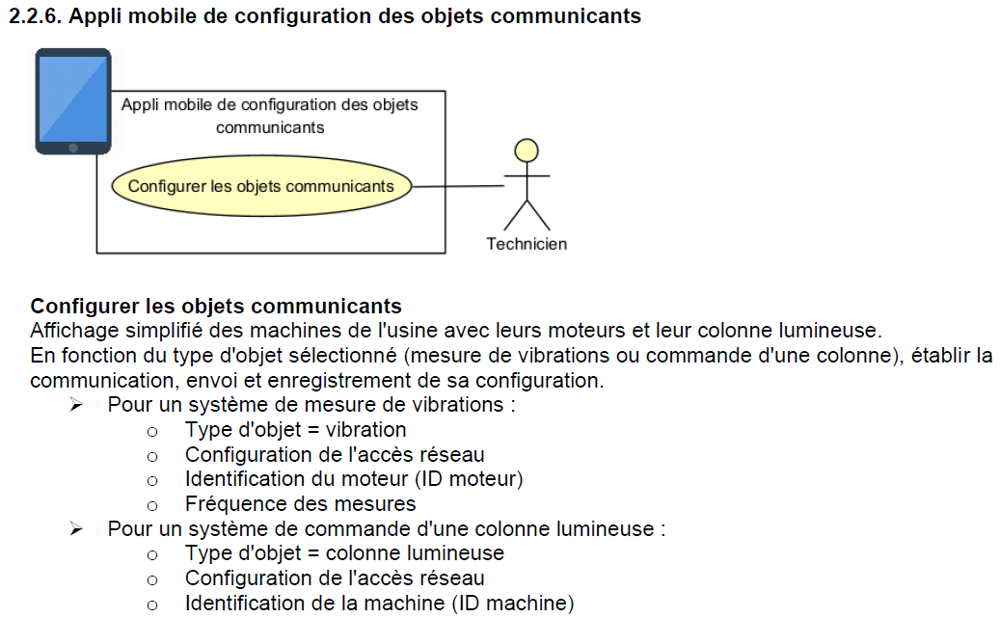 2.2.6. Appli mobile de configuration des objets communicants
Appli mobile de configuration des objets
communicants
Configurer les objets communicants
Technicien
Configurer les objets communicants
Affichage simplifié des machines de l'usine avec leurs moteurs et leur colonne lumineuse.
En fonction du type d'objet sélectionné (mesure de vibrations ou commande d'une colonne), établir la
communication, envoi et enregistrement de sa configuration.
➢ Pour un système de mesure de vibrations :
o Type d'objet = vibration
o Configuration de l'accès réseau
o Identification du moteur (ID moteur)
o Fréquence des mesures
➢ Pour un système de commande d'une colonne lumineuse :
o Type d'objet = colonne lumineuse
o Configuration de l'accès réseau
o Identification de la machine (ID machine)